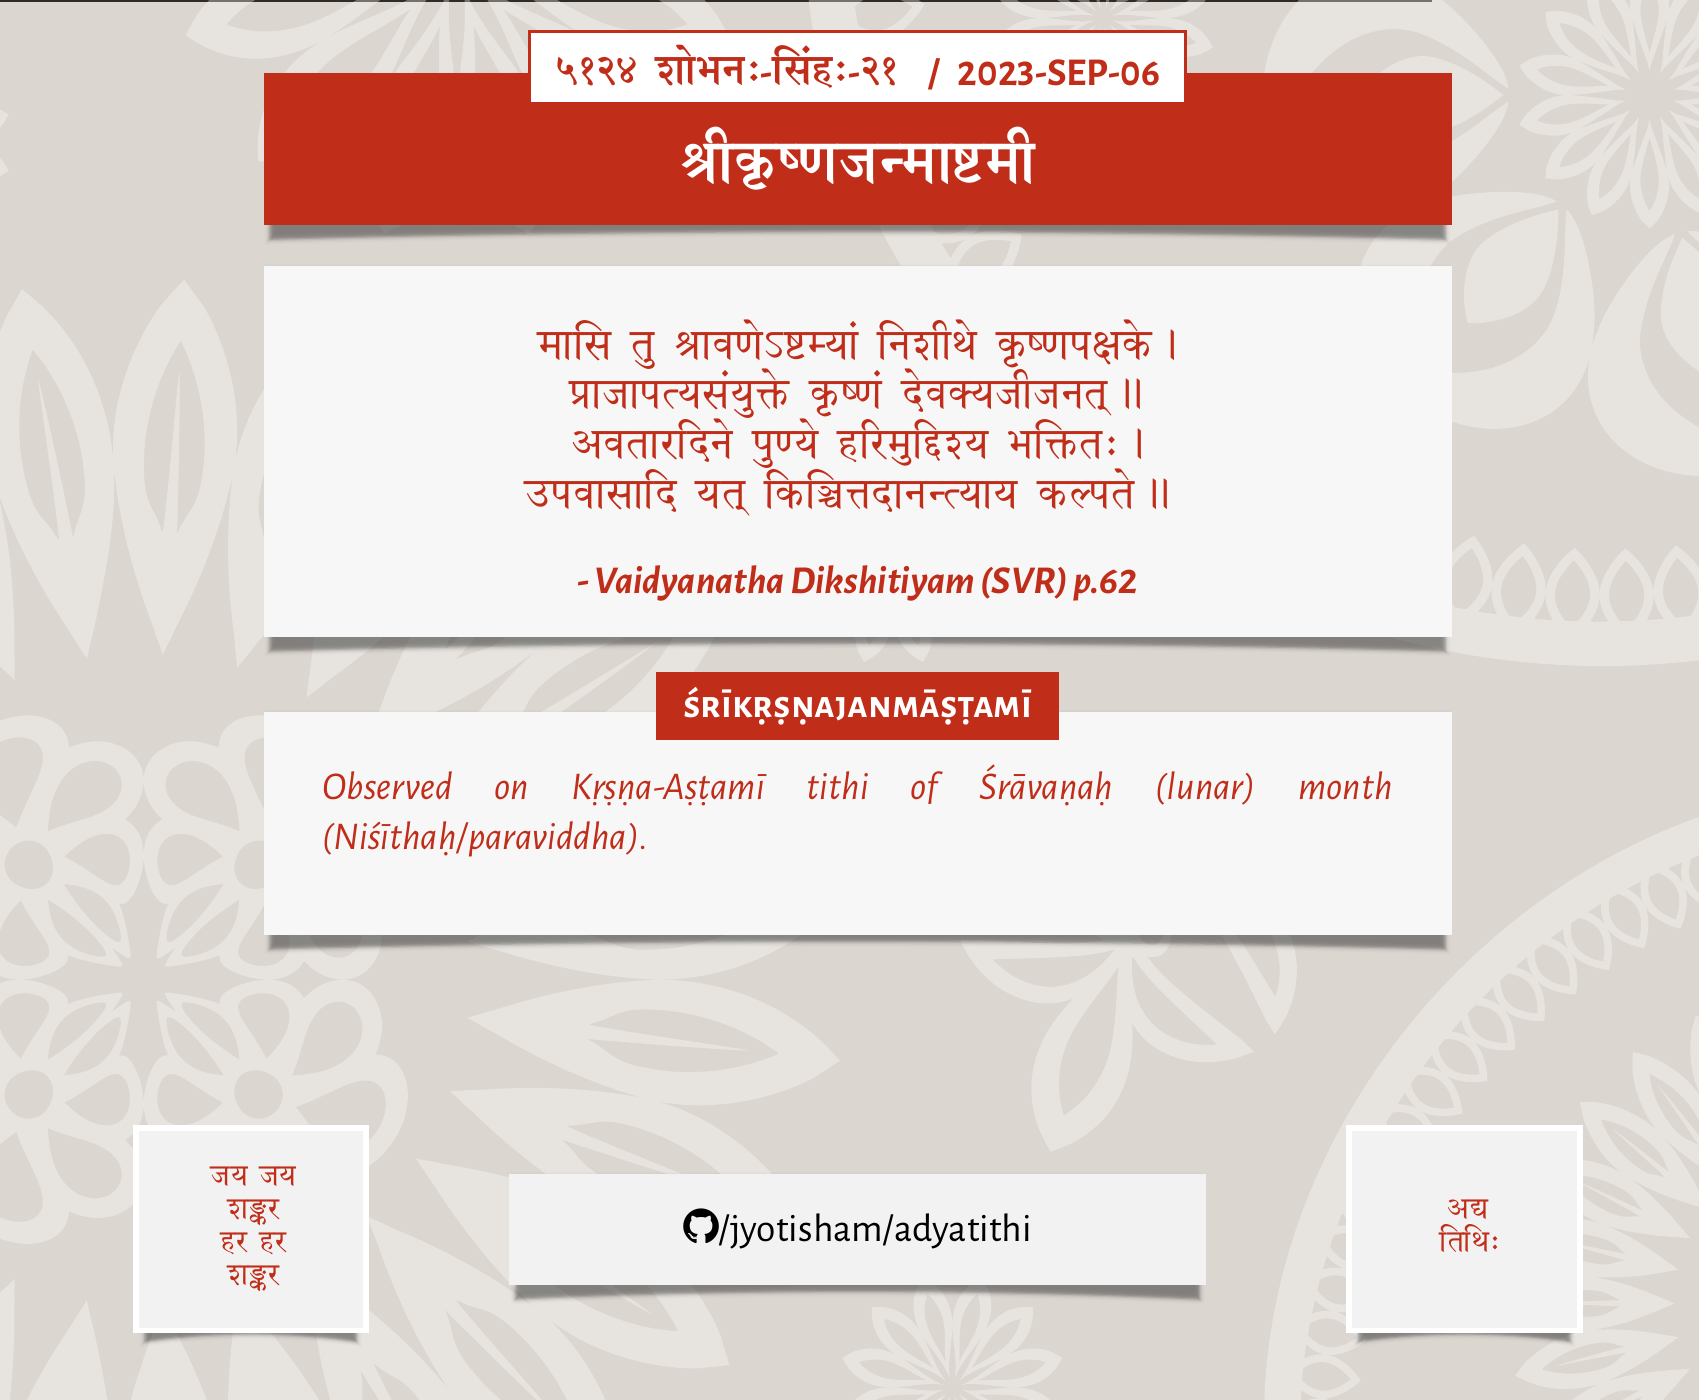 ५१२४ शोभनः-सिंहः-२१ / 2023-SEP-06
श्रीकृष्णजन्माष्टमी
मासि तु श्रावणेऽष्टम्यां निशीथे कृष्णपक्षके ।
प्राजापत्यसंयुक्ते कृष्णं देवक्यजीजनत् ॥
अवतारदिने पुण्ये हरिमुद्दिश्य भक्तितः ।
उपवासादि यत् किञ्चित्तदानन्त्याय कल्पते ॥
- Vaidyanatha Dikshitiyam (SVR) p.62
ŚRĪKṚṢṆAJANMĀṢṬAMĪ
Observed on Kṛṣṇa-Aṣṭamī tithi of Śrāvaṇaḥ (lunar) month
(Niśīthaḥ/paraviddha).
जय जय
शङ्कर
हर हर
शङ्कर
/jyotisham/adyatithi
अद्य
तिथिः